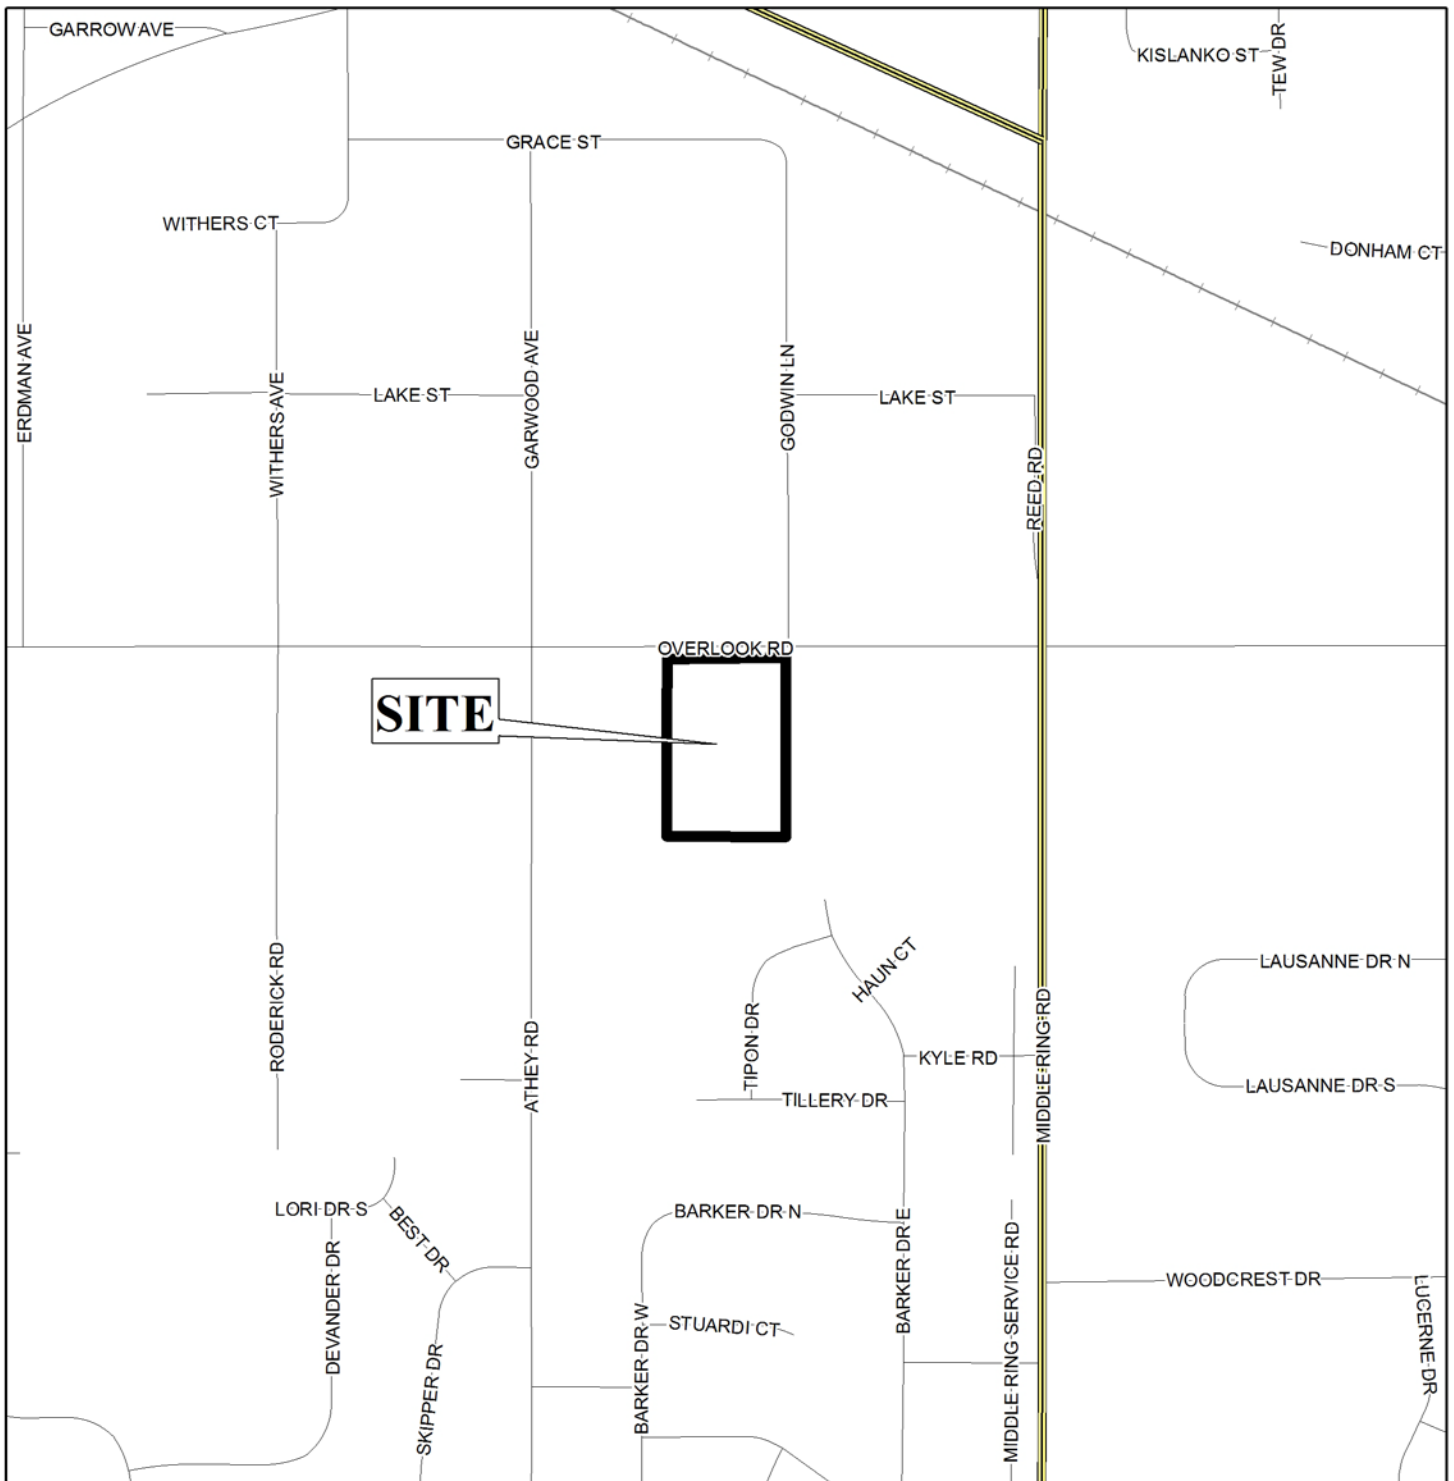 GARROW AVE
KISLANKO ST
TEW DR
GRACE ST
WITHERS CT
DONHAM CT
ERDMAN AVE
WITHERS AVE
LAKE ST
GARWOOD AVE
GODWIN LN
LAKE ST
REED RD
OVERLOOK RD
SITE
RODERICK RD
ATHEY RD
HAUN CT
TIPON DR
KYLE RD
MIDDLE RING RD
LAUSANNE DR N
LAUSANNE DR S
TILLERY DR
LORI DR S
BEST DR
DEVANDER DR
SKIPPER DR
BARKER DR N
BARKER DR W
STUARDI CT
BARKER DR E
MIDDLE RING SERVICE RD
WOODCREST DR
LUCERNE DR